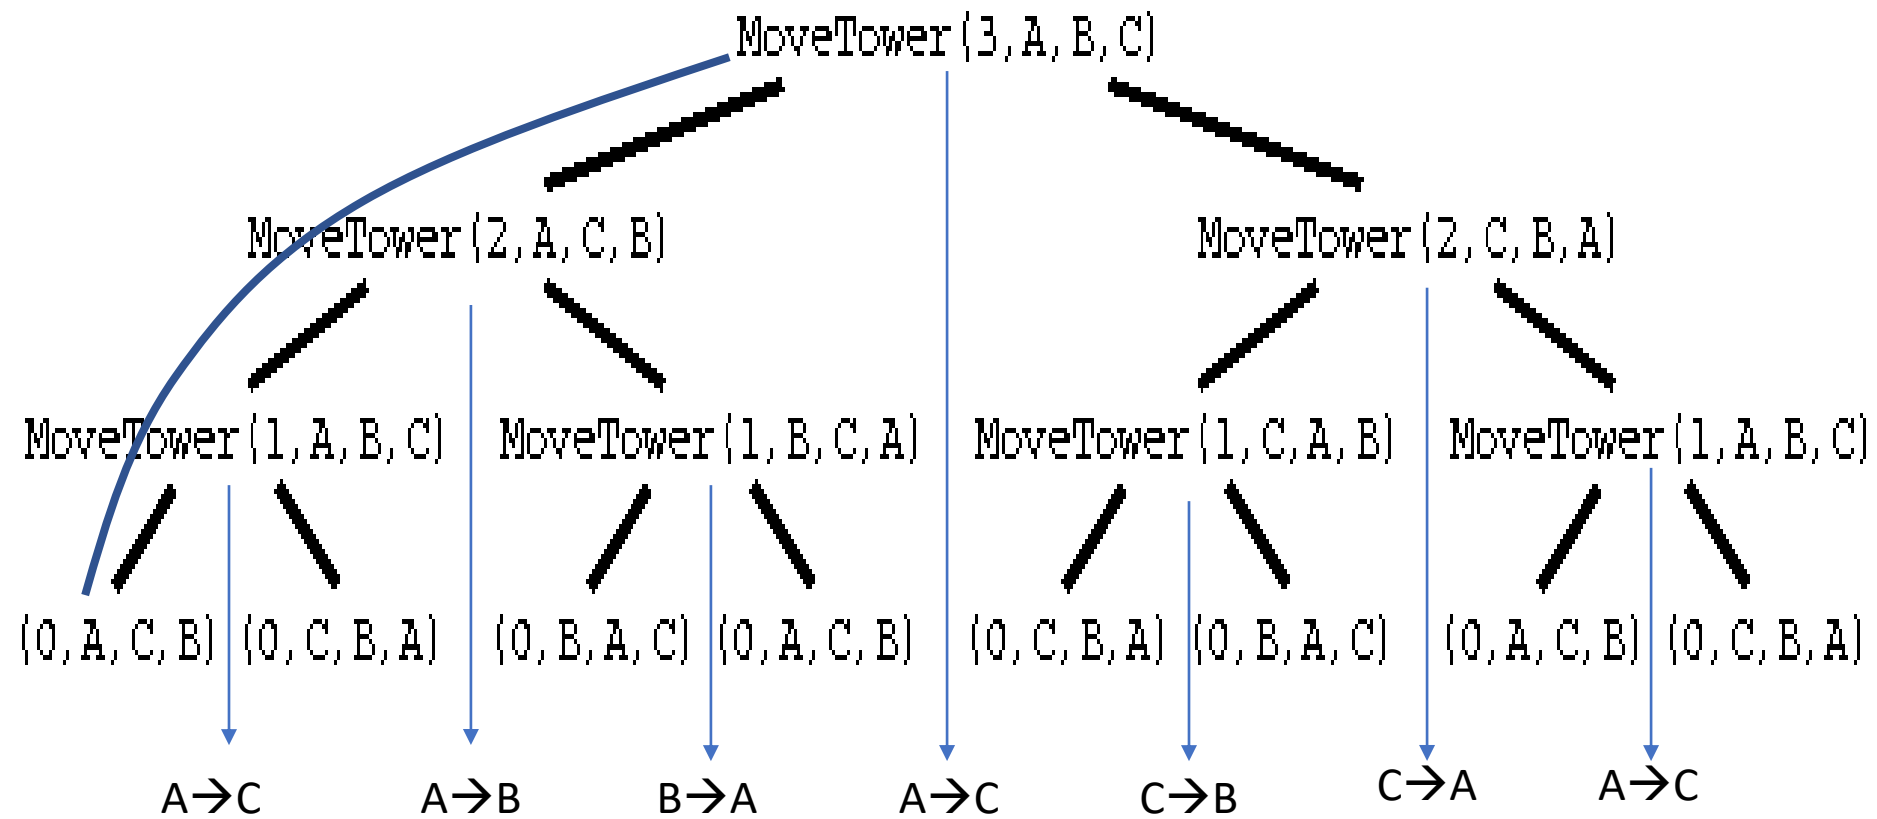 MoveTower(3,A,B,C)
MoveTower(2,A,C,B) MoveTower(2,C,B,A)
MoveTower(1,A,B,C) MoveTower(1,B,C,A) MoveTower(1,C,A,B) MoveTower(1,A,B,C)
(0,A,C,B) (0,C,B,A) (0,B,A,C) (0,A,C,B) (0,C,B,A) (0,B,A,C) (0,A,C,B) (0,C,B,A)
A→C A→B B→A A→C C→B C→A A→C